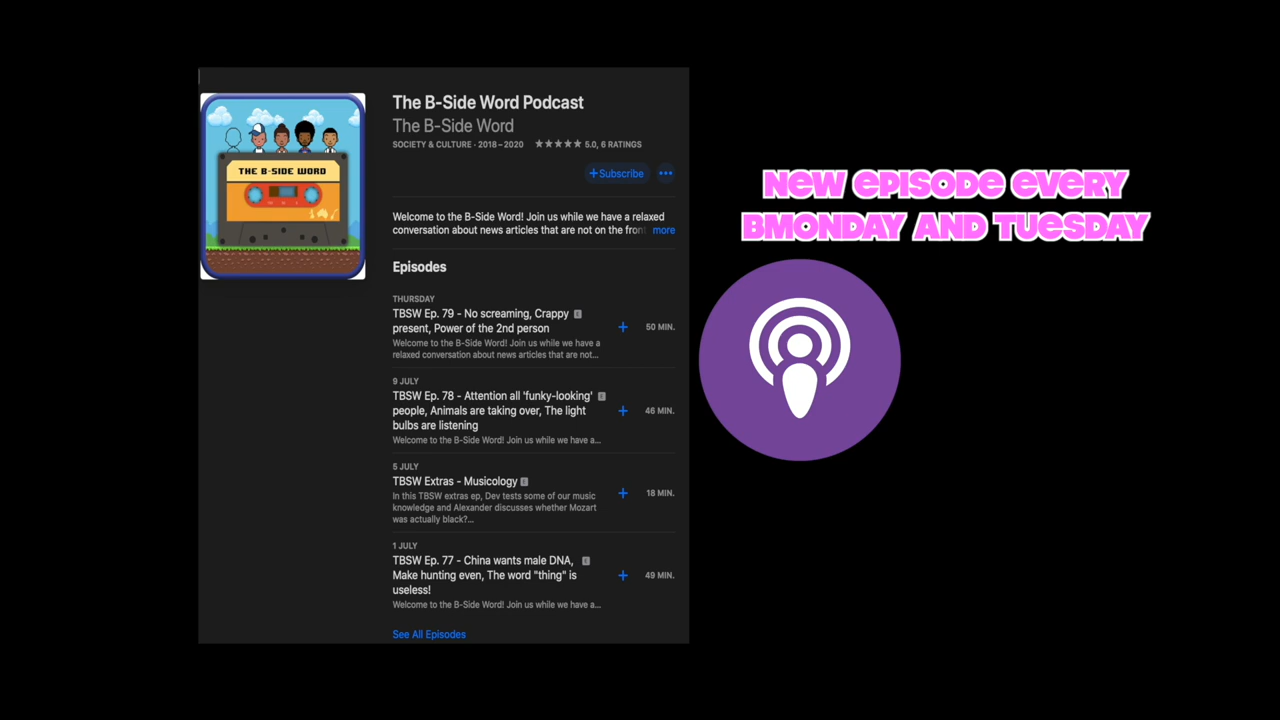 THE B-SIDE WORD
The B-Side Word Podcast
The B-Side Word
SOCIETY & CULTURE · 2018–2020 ★★★★★ 5.0, 6 RATINGS
+Subscribe
Welcome to the B-Side Word! Join us while we have a relaxed
conversation about news articles that are not on the front more
Episodes
THURSDAY
TBSW Ep. 79 - No screaming, Crappy E
present, Power of the 2nd person
Welcome to the B-Side Word! Join us while we have a
relaxed conversation about news articles that are not...
+ 50 MIN.
9 JULY
TBSW Ep. 78 - Attention all 'funky-looking' E
people, Animals are taking over, The light
bulbs are listening
Welcome to the B-Side Word! Join us while we have a...
+ 46 MIN.
5 JULY
TBSW Extras - Musicology E
In this TBSW extras ep, Dev tests some of our music
knowledge and Alexander discusses whether Mozart
was actually black?...
+ 18 MIN.
1 JULY
TBSW Ep. 77 - China wants male DNA, E
Make hunting even, The word "thing" is
useless!
Welcome to the B-Side Word! Join us while we have a...
+ 49 MIN.
See All Episodes
NEW EPISODE EVERY
BMONDAY AND TUESDAY